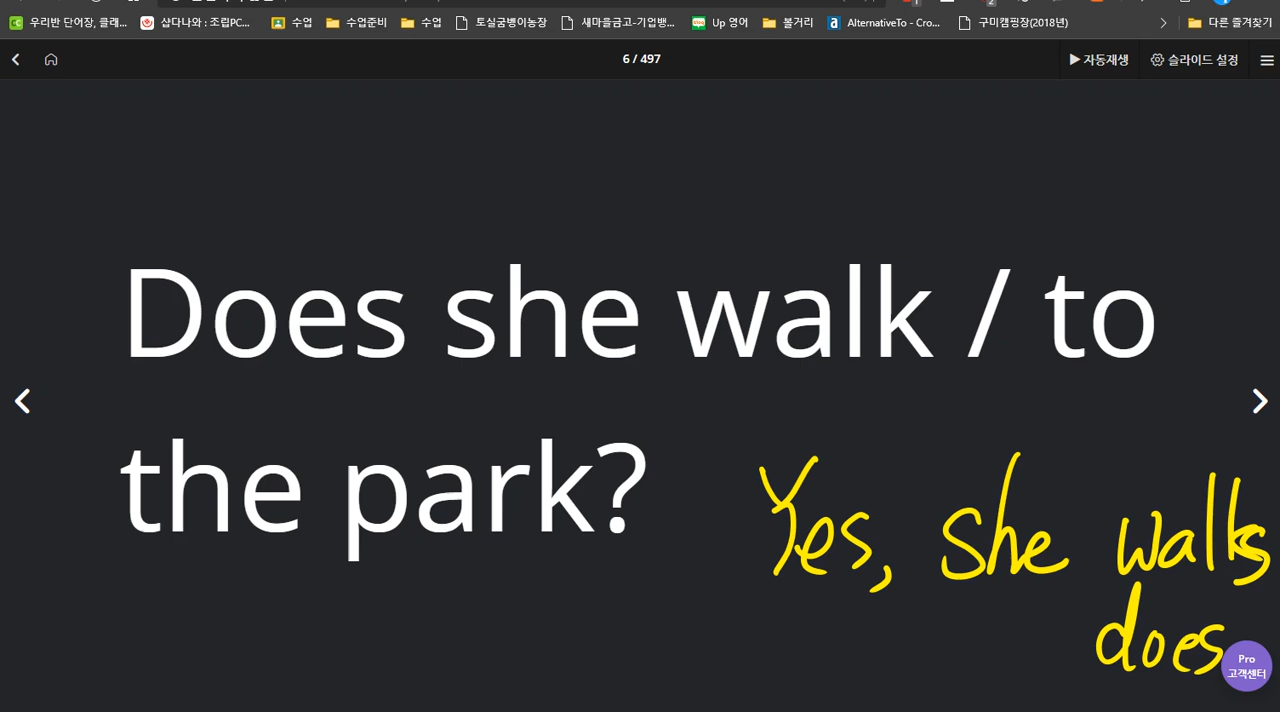 우리반 단어장, 클래... 샵다나와 : 조립PC... 수업 수업준비 수업 토실굼벵이농장 새마을금고-기업뱅... Up 영어 볼거리 AlternativeTo - Cro... 구미캠핑장(2018년) 다른 즐겨찾기
6 / 497 ▶ 자동재생 슬라이드 설정
Does she walk / to
the park?
Yes, she walks
does
Pro
고객센터